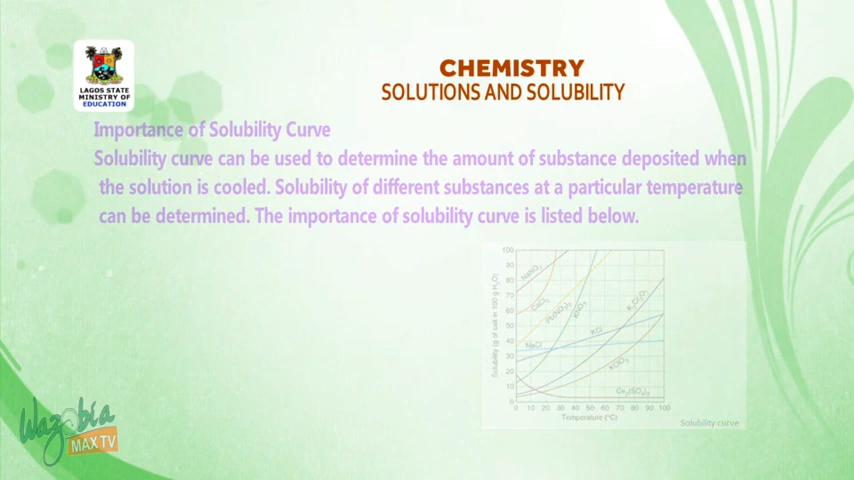 LAGOS STATE
MINISTRY OF
EDUCATION
CHEMISTRY
SOLUTIONS AND SOLUBILITY
Importance of Solubility Curve
Solubility curve can be used to determine the amount of substance deposited when
the solution is cooled. Solubility of different substances at a particular temperature
can be determined. The importance of solubility curve is listed below.
Solubility (g of salt in 100 g H₂O)
100
90
80
70
60
50
40
30
20
10
0
NaNO₃
CaCl₂
Pb(NO₃)₂
KNO₃
K₂Cr₂O₇
KCl
NaCl
KClO₃
Ce₂(SO₄)₃
0 10 20 30 40 50 60 70 80 90 100
Temperature (°C)
Solubility curve
Wazobia
MAX TV